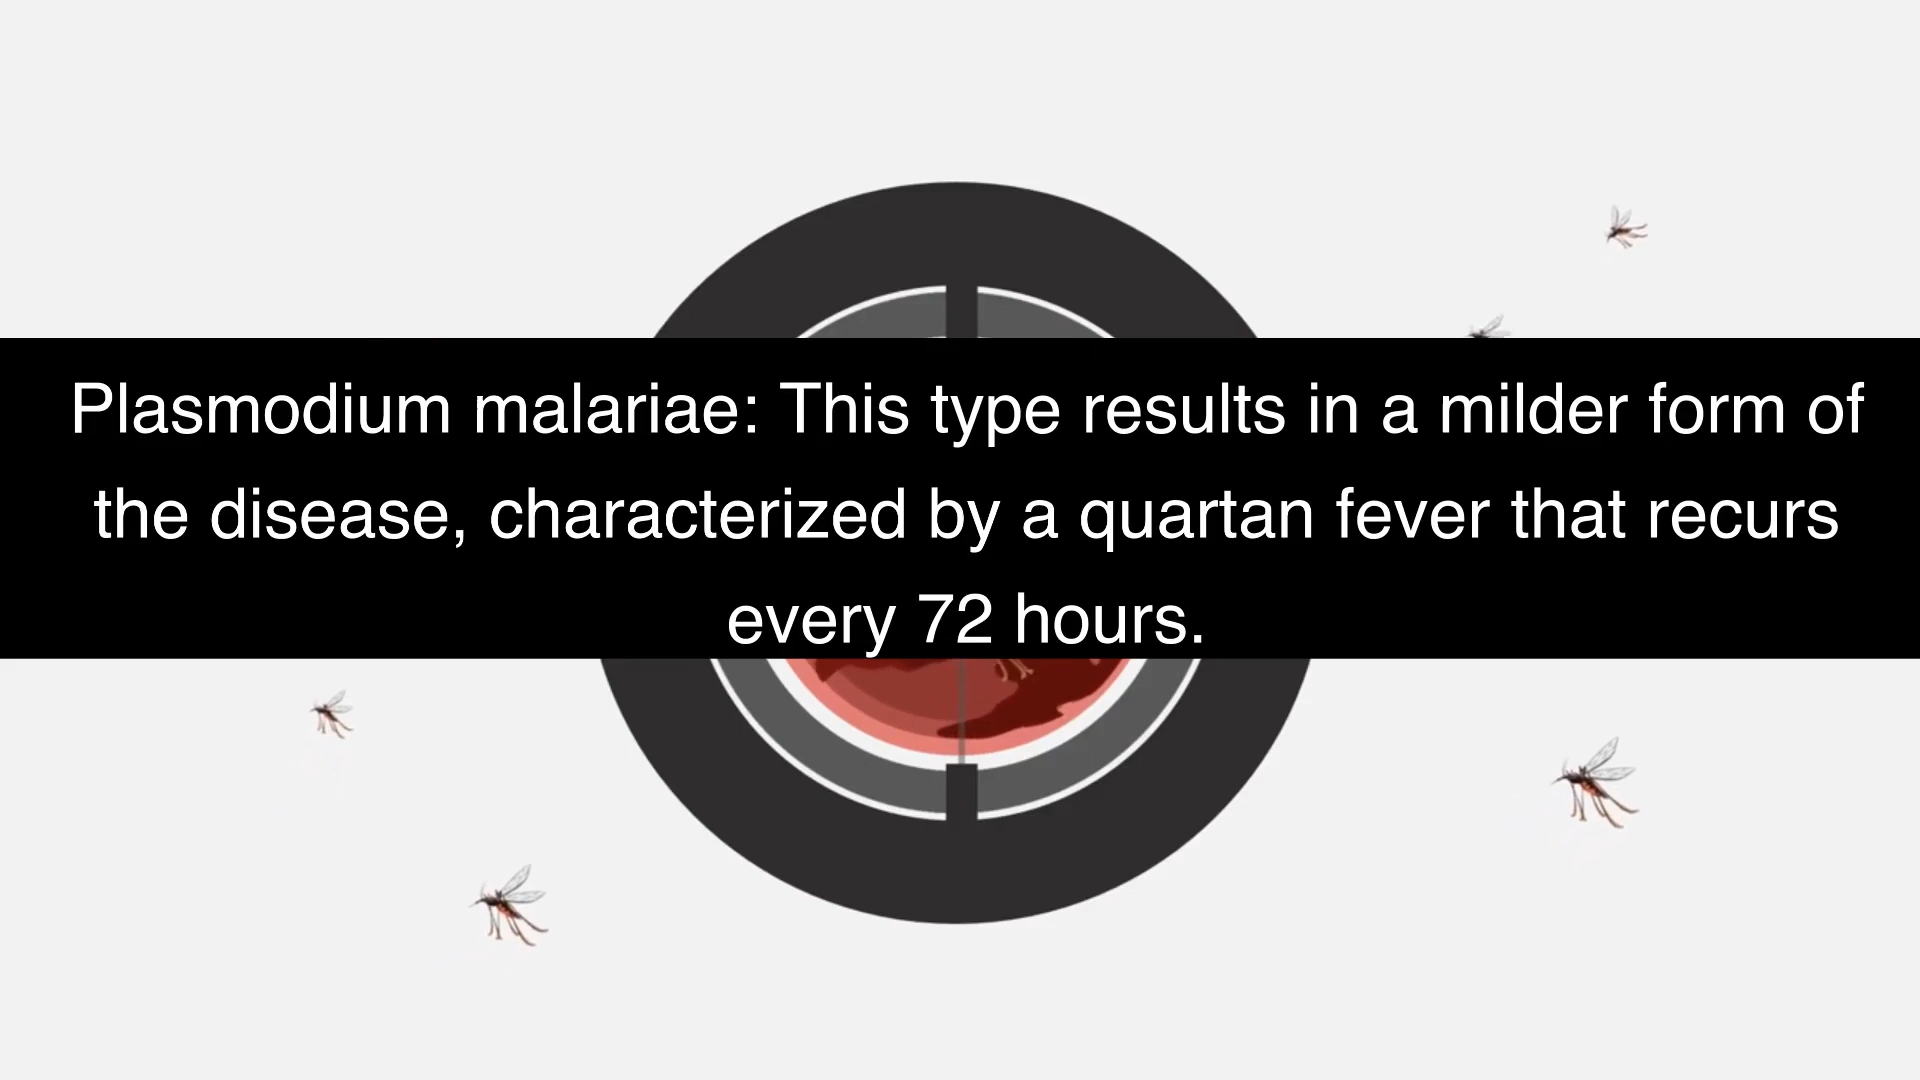 Plasmodium malariae: This type results in a milder form of
the disease, characterized by a quartan fever that recurs
every 72 hours.